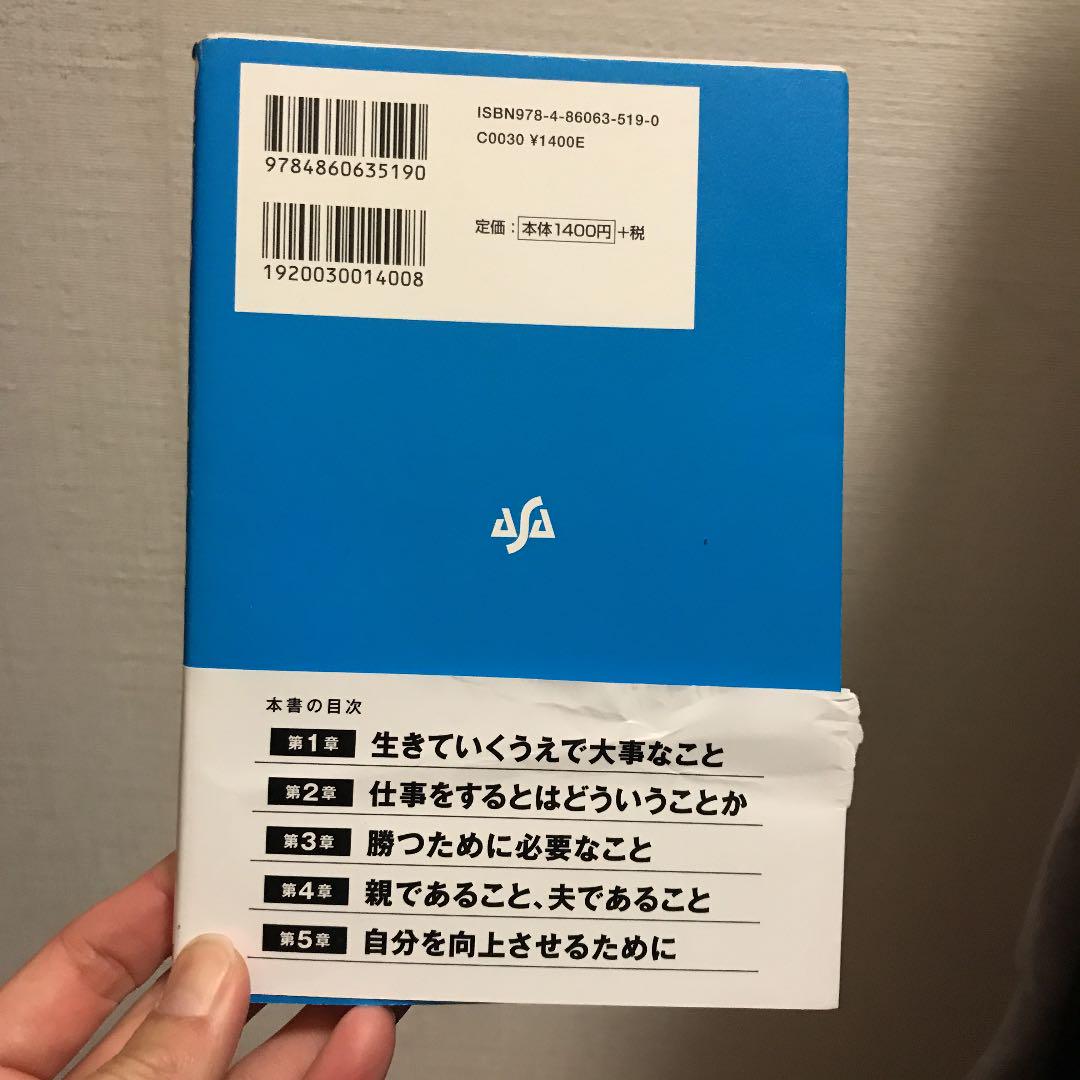 ISBN978-4-86063-519-0
C0030 ¥1400E
9784860635190
定価：本体1400円+税
1920030014008
ASA
本書の目次
第1章 生きていくうえで大事なこと
第2章 仕事をするとはどういうことか
第3章 勝つために必要なこと
第4章 親であること、夫であること
第5章 自分を向上させるために